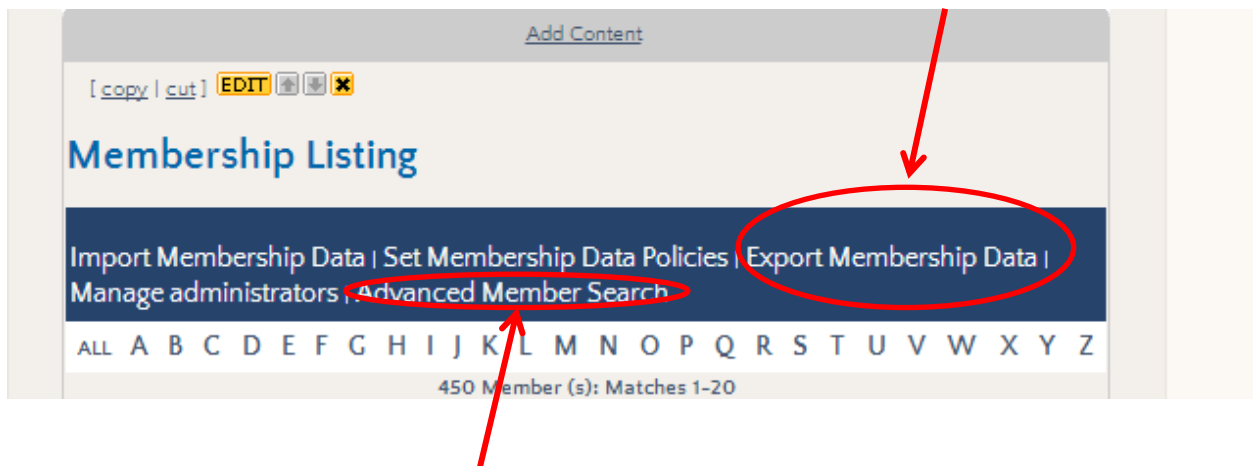 Add Content
[ copy | cut ] EDIT
Membership Listing
Import Membership Data | Set Membership Data Policies | Export Membership Data |
Manage administrators | Advanced Member Search
ALL A B C D E F G H I J K L M N O P Q R S T U V W X Y Z
450 Member (s): Matches 1-20